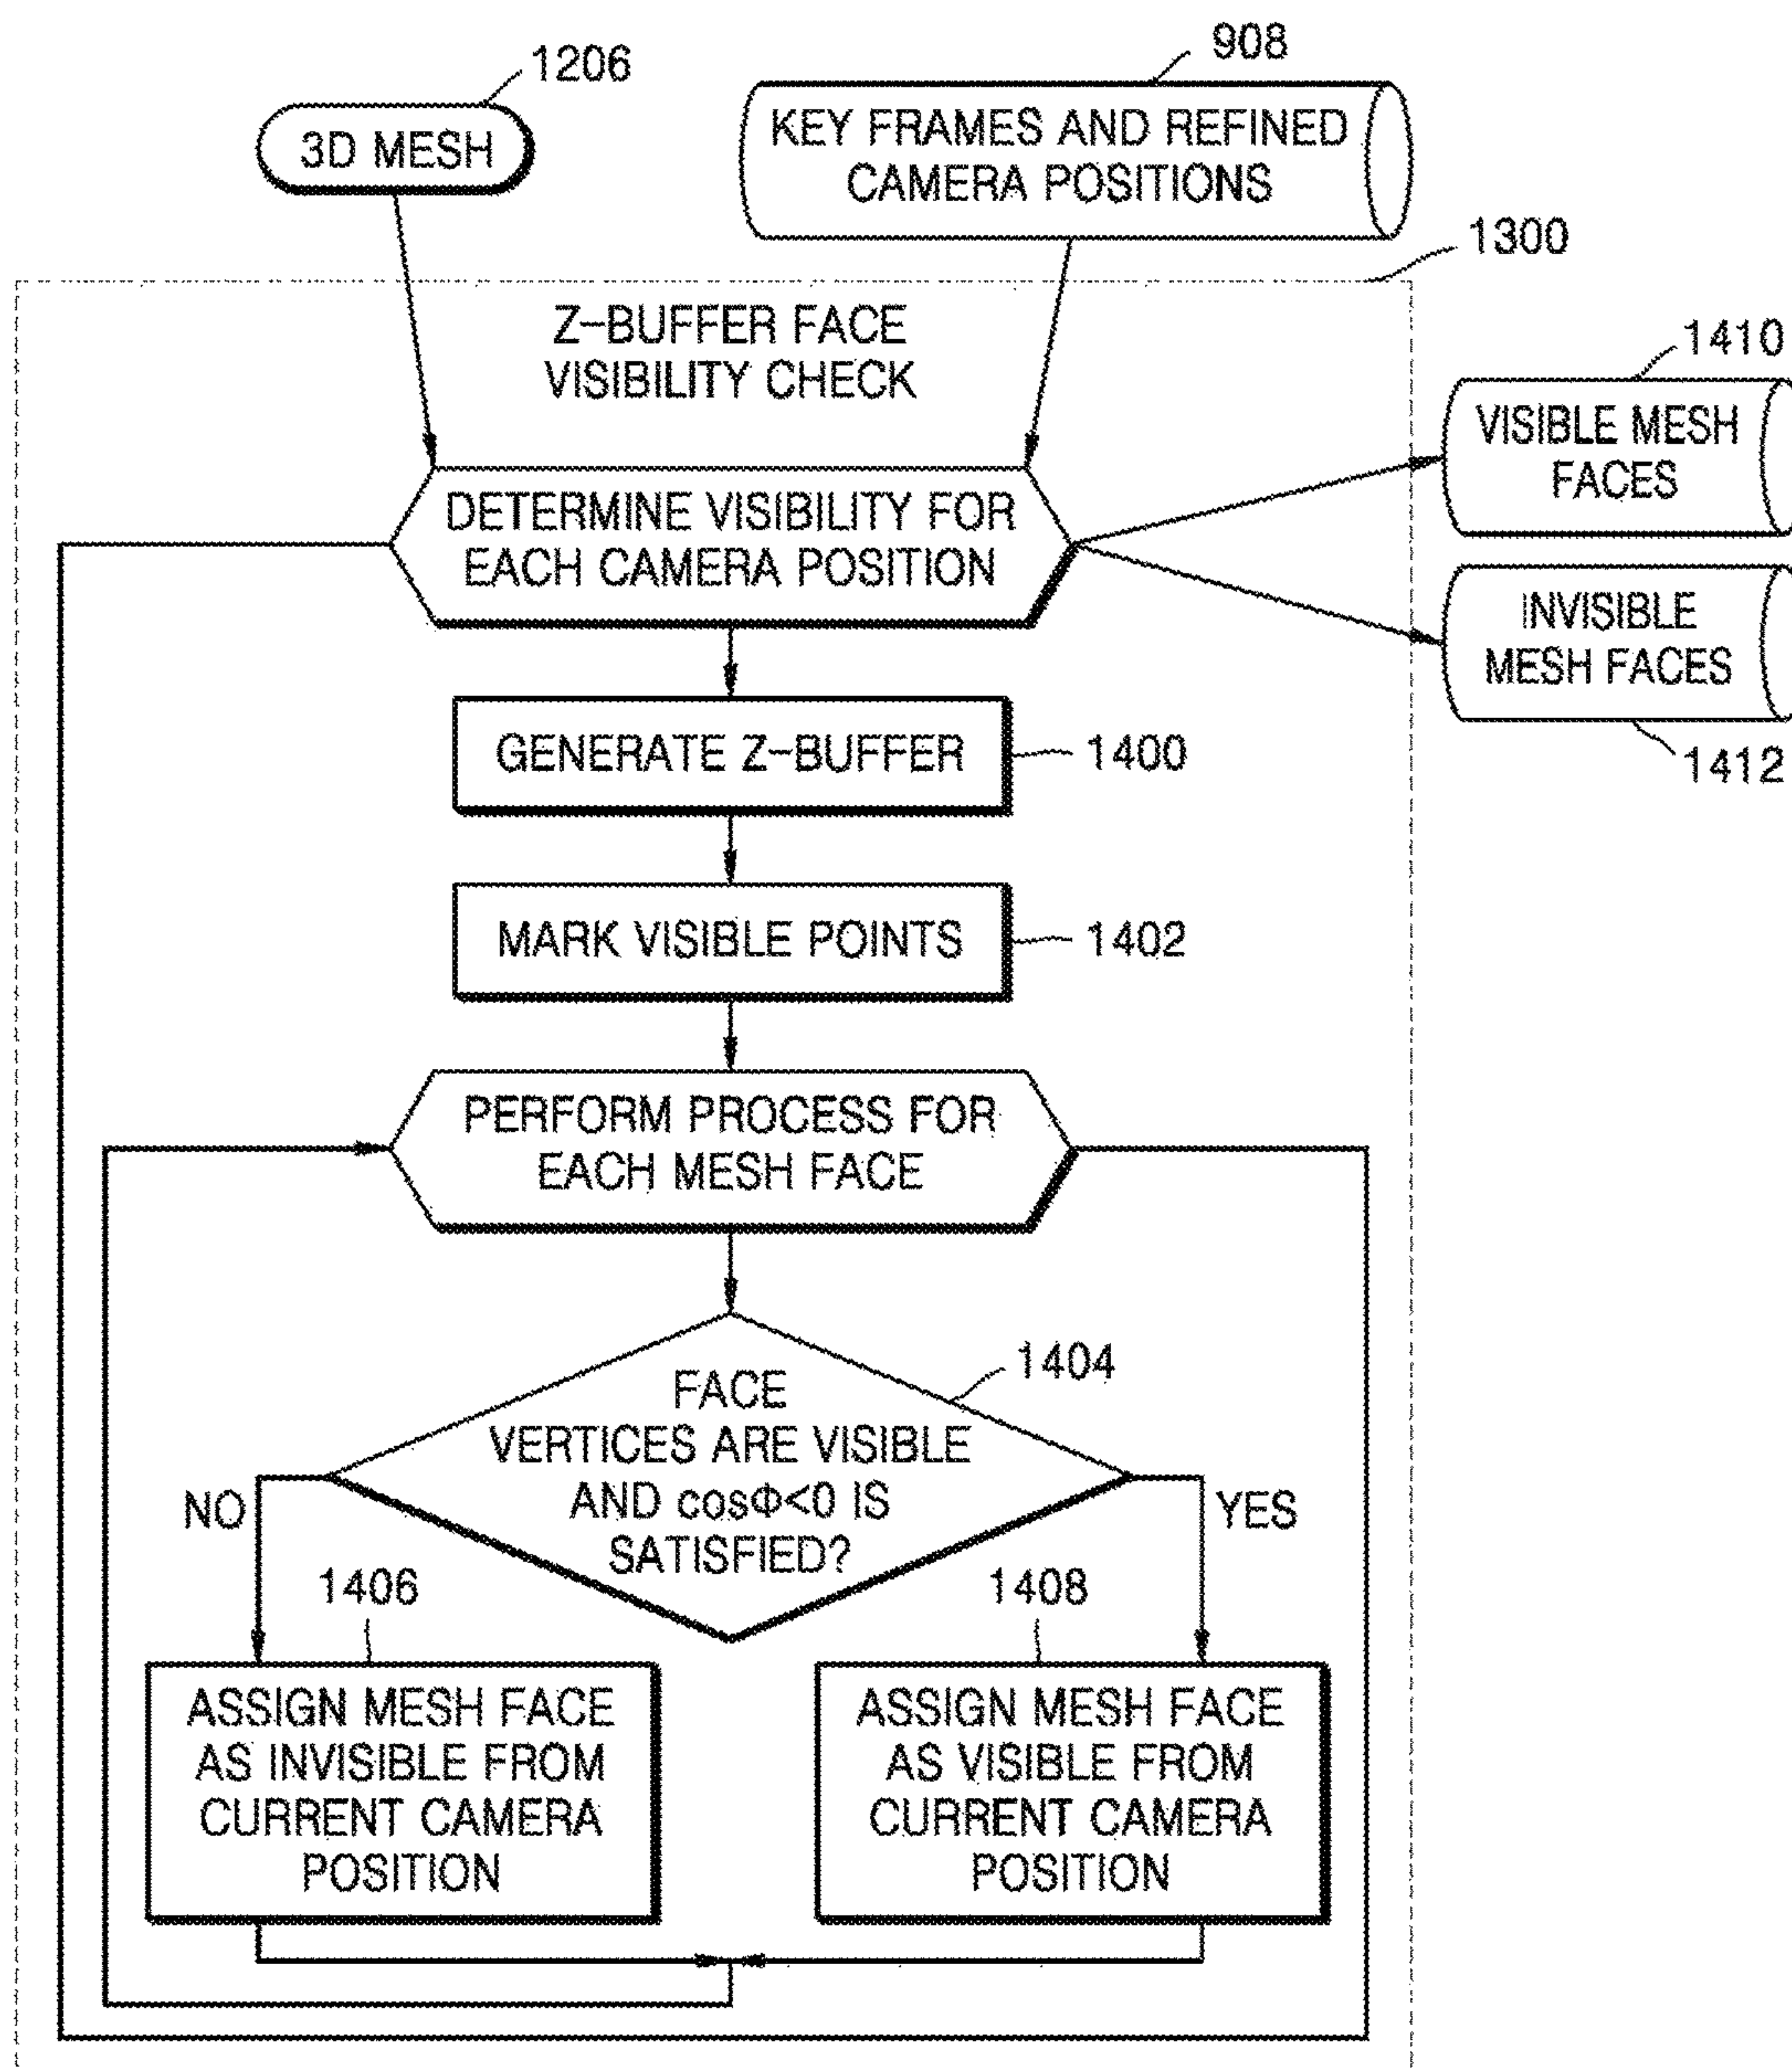 1206
908
3D MESH
KEY FRAMES AND REFINED
CAMERA POSITIONS
1300
Z-BUFFER FACE
VISIBILITY CHECK
1410
VISIBLE MESH
FACES
DETERMINE VISIBILITY FOR
EACH CAMERA POSITION
INVISIBLE
MESH FACES
1412
GENERATE Z-BUFFER
1400
MARK VISIBLE POINTS
1402
PERFORM PROCESS FOR
EACH MESH FACE
1404
FACE
VERTICES ARE VISIBLE
AND cosΦ<0 IS
SATISFIED?
NO
YES
1406
1408
ASSIGN MESH FACE
AS INVISIBLE FROM
CURRENT CAMERA
POSITION
ASSIGN MESH FACE
AS VISIBLE FROM
CURRENT CAMERA
POSITION